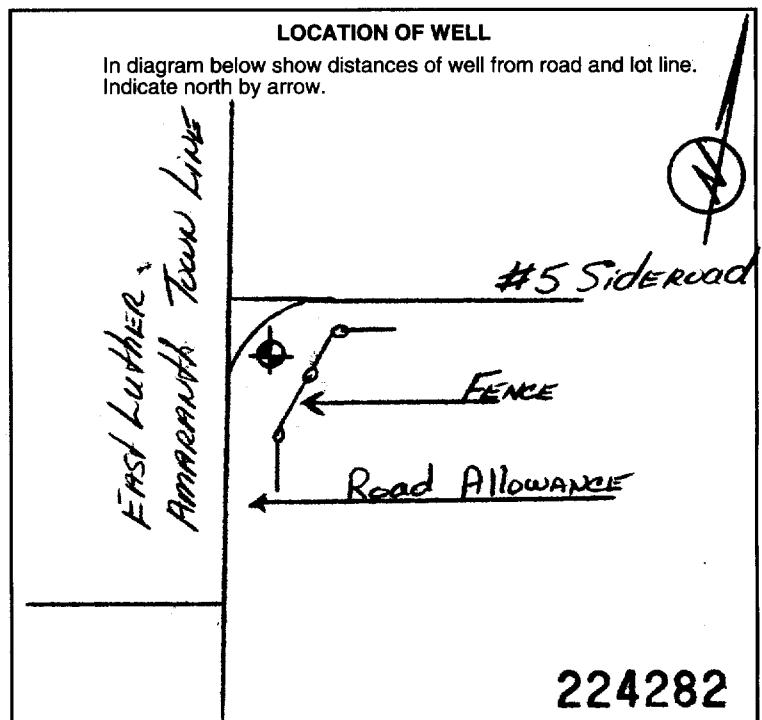 LOCATION OF WELL
In diagram below show distances of well from road and lot line.
Indicate north by arrow.
N
EAST LUTHER -
AMARANTH TOWN LINE
#5 SIDEROAD
FENCE
ROAD ALLOWANCE
224282